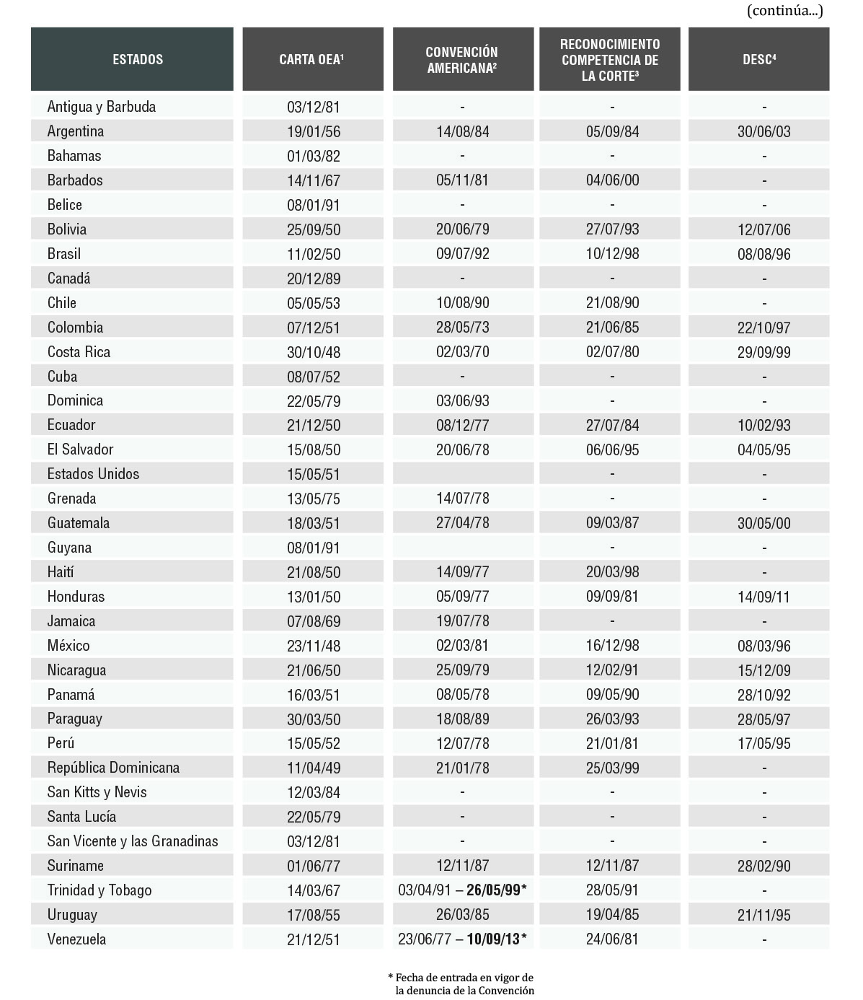 (continúa...)
ESTADOS CARTA OEA¹ CONVENCIÓN AMERICANA² RECONOCIMIENTO COMPETENCIA DE LA CORTE³ DESC⁴
Antigua y Barbuda 03/12/81 - - -
Argentina 19/01/56 14/08/84 05/09/84 30/06/03
Bahamas 01/03/82 - - -
Barbados 14/11/67 05/11/81 04/06/00 -
Belice 08/01/91 - - -
Bolivia 25/09/50 20/06/79 27/07/93 12/07/06
Brasil 11/02/50 09/07/92 10/12/98 08/08/96
Canadá 20/12/89 - - -
Chile 05/05/53 10/08/90 21/08/90 -
Colombia 07/12/51 28/05/73 21/06/85 22/10/97
Costa Rica 30/10/48 02/03/70 02/07/80 29/09/99
Cuba 08/07/52 - - -
Dominica 22/05/79 03/06/93 - -
Ecuador 21/12/50 08/12/77 27/07/84 10/02/93
El Salvador 15/08/50 20/06/78 06/06/95 04/05/95
Estados Unidos 15/05/51 - -
Grenada 13/05/75 14/07/78 - -
Guatemala 18/03/51 27/04/78 09/03/87 30/05/00
Guyana 08/01/91 - -
Haití 21/08/50 14/09/77 20/03/98 -
Honduras 13/01/50 05/09/77 09/09/81 14/09/11
Jamaica 07/08/69 19/07/78 - -
México 23/11/48 02/03/81 16/12/98 08/03/96
Nicaragua 21/06/50 25/09/79 12/02/91 15/12/09
Panamá 16/03/51 08/05/78 09/05/90 28/10/92
Paraguay 30/03/50 18/08/89 26/03/93 28/05/97
Perú 15/05/52 12/07/78 21/01/81 17/05/95
República Dominicana 11/04/49 21/01/78 25/03/99 -
San Kitts y Nevis 12/03/84 - - -
Santa Lucía 22/05/79 - - -
San Vicente y las Granadinas 03/12/81 - - -
Suriname 01/06/77 12/11/87 12/11/87 28/02/90
Trinidad y Tobago 14/03/67 03/04/91 – 26/05/99* 28/05/91 -
Uruguay 17/08/55 26/03/85 19/04/85 21/11/95
Venezuela 21/12/51 23/06/77 – 10/09/13* 24/06/81 -
* Fecha de entrada en vigor de
la denuncia de la Convención